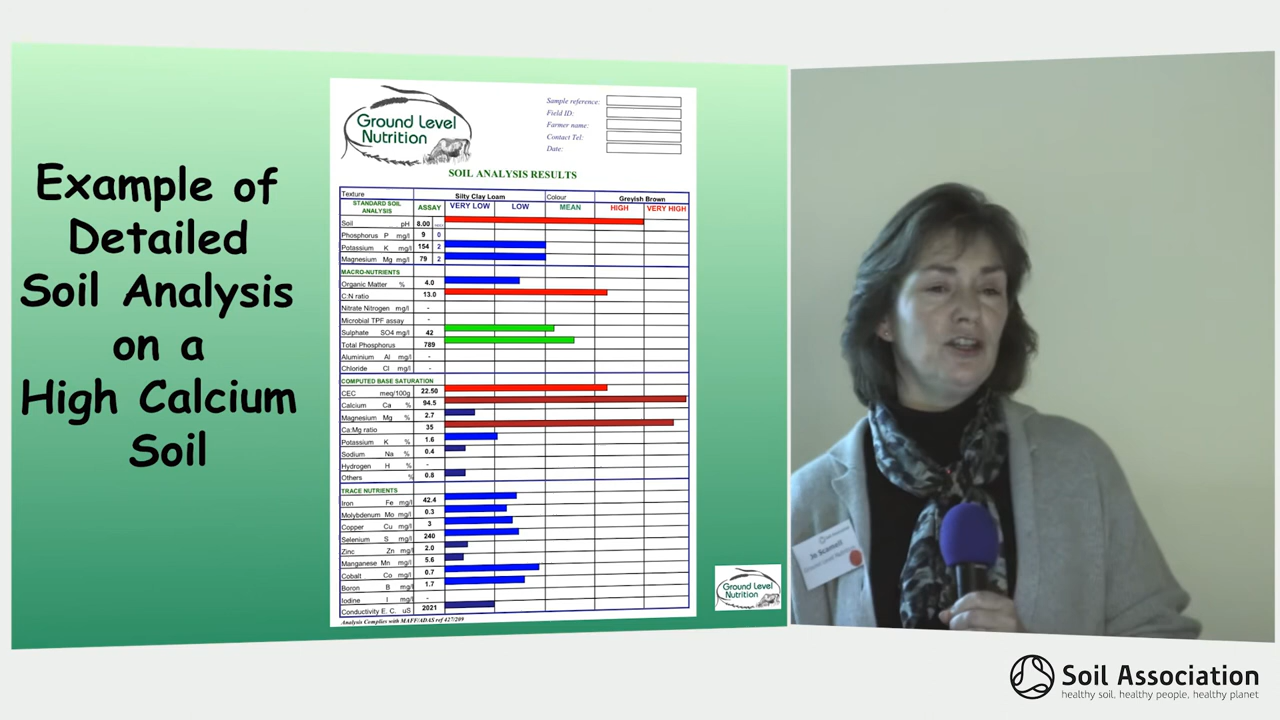 Example of
Detailed
Soil Analysis
on a
High Calcium
Soil
Ground Level
Nutrition
Sample reference:
Field ID:
Farmer name:
Contact Tel:
Date:
SOIL ANALYSIS RESULTS
Texture Silty Clay Loam Colour Greyish Brown
STANDARD SOIL ANALYSIS ASSAY VERY LOW LOW MEAN HIGH VERY HIGH
Soil pH 8.00
Phosphorus P mg/l 9 0
Potassium K mg/l 154 2
Magnesium Mg mg/l 79 2
MACRO-NUTRIENTS
Organic Matter % 4.0
C:N ratio 13.0
Nitrate Nitrogen mg/l -
Microbial TPF assay -
Sulphate SO4 mg/l 42
Total Phosphorus 789
Aluminium Al mg/l -
Chloride Cl mg/l -
COMPUTED BASE SATURATION
CEC meq/100g 22.50
Calcium Ca % 94.5
Magnesium Mg % 2.7
Ca:Mg ratio 35
Potassium K % 1.6
Sodium Na % 0.4
Hydrogen H % -
Others % 0.8
TRACE NUTRIENTS
Iron Fe mg/l 42.4
Molybdenum Mo mg/l 0.3
Copper Cu mg/l 3
Selenium S mg/l 240
Zinc Zn mg/l 2.0
Manganese Mn mg/l 5.6
Cobalt Co mg/l 0.7
Boron B mg/l 1.7
Iodine I mg/l -
Conductivity E. C. uS 2021
Analysis Complies with MAFF/ADAS ref 427/209
Ground Level
Nutrition
Soil Association
healthy soil, healthy people, healthy planet